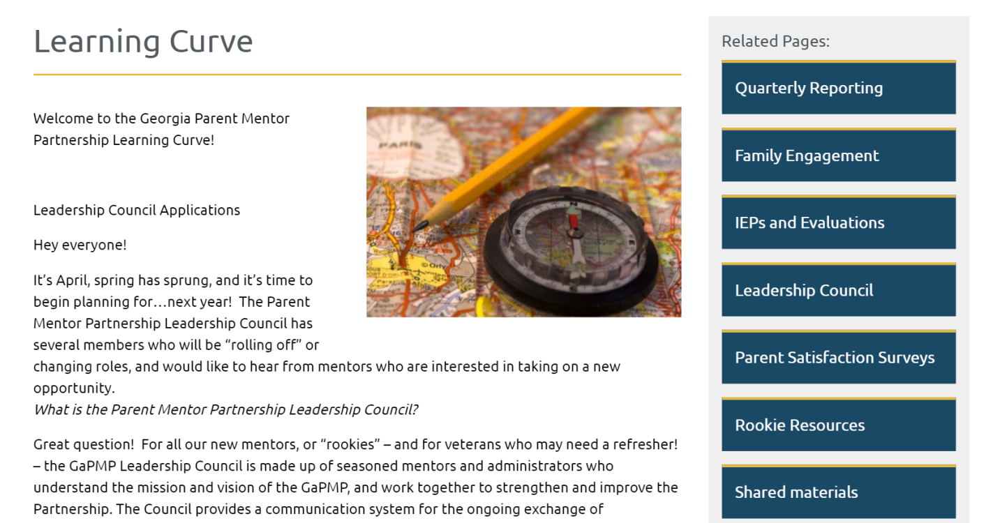 Learning Curve
Welcome to the Georgia Parent Mentor
Partnership Learning Curve!
Leadership Council Applications
Hey everyone!
It’s April, spring has sprung, and it’s time to
begin planning for…next year!  The Parent
Mentor Partnership Leadership Council has
several members who will be “rolling off” or
changing roles, and would like to hear from mentors who are interested in taking on a new
opportunity.
What is the Parent Mentor Partnership Leadership Council?
Great question!  For all our new mentors, or “rookies” – and for veterans who may need a refresher!
– the GaPMP Leadership Council is made up of seasoned mentors and administrators who
understand the mission and vision of the GaPMP, and work together to strengthen and improve the
Partnership. The Council provides a communication system for the ongoing exchange of
PARIS
Orly
N
E
S
W
Related Pages:
Quarterly Reporting
Family Engagement
IEPs and Evaluations
Leadership Council
Parent Satisfaction Surveys
Rookie Resources
Shared materials